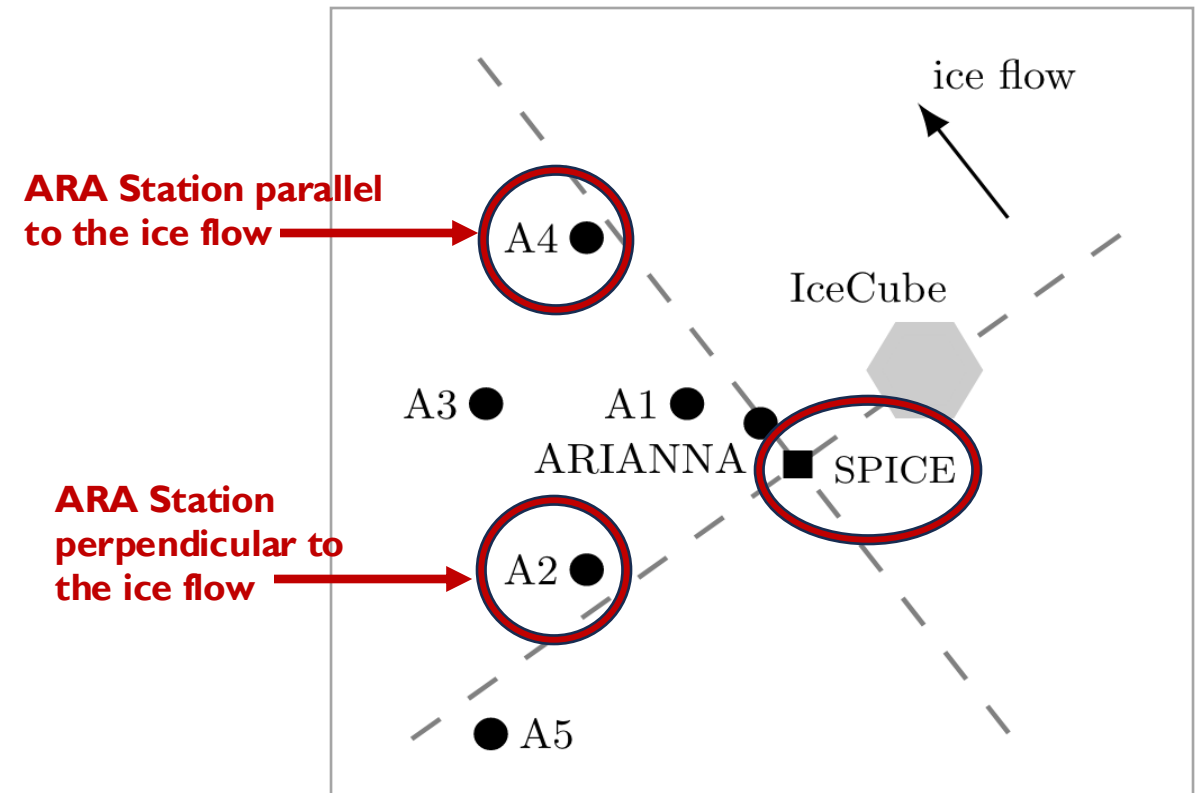 ice flow
ARA Station parallel
to the ice flow
A4
IceCube
A3
A1
ARIANNA
SPICE
ARA Station
perpendicular to
the ice flow
A2
A5